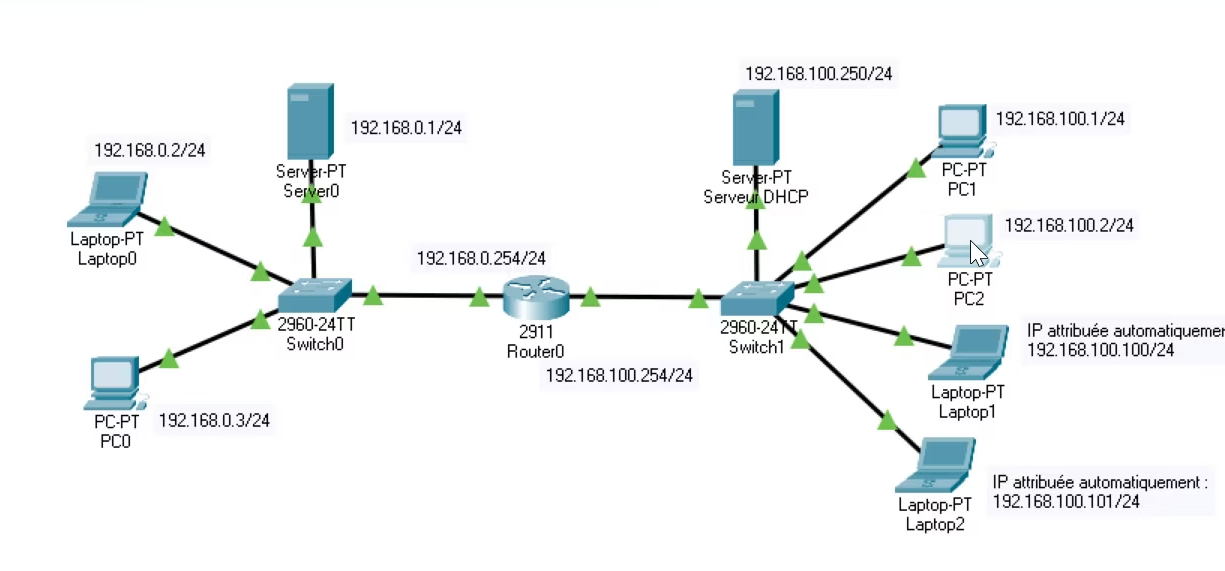 192.168.100.250/24
192.168.0.1/24
192.168.100.1/24
192.168.0.2/24
Server-PT
Server0
Server-PT
Serveur DHCP
PC-PT
PC1
Laptop-PT
Laptop0
192.168.100.2/24
192.168.0.254/24
PC-PT
PC2
2960-24TT
Switch0
2911
Router0
2960-24TT
Switch1
IP attribuée automatiquemer
192.168.100.100/24
192.168.100.254/24
Laptop-PT
Laptop1
PC-PT
PC0
192.168.0.3/24
IP attribuée automatiquement :
192.168.100.101/24
Laptop-PT
Laptop2